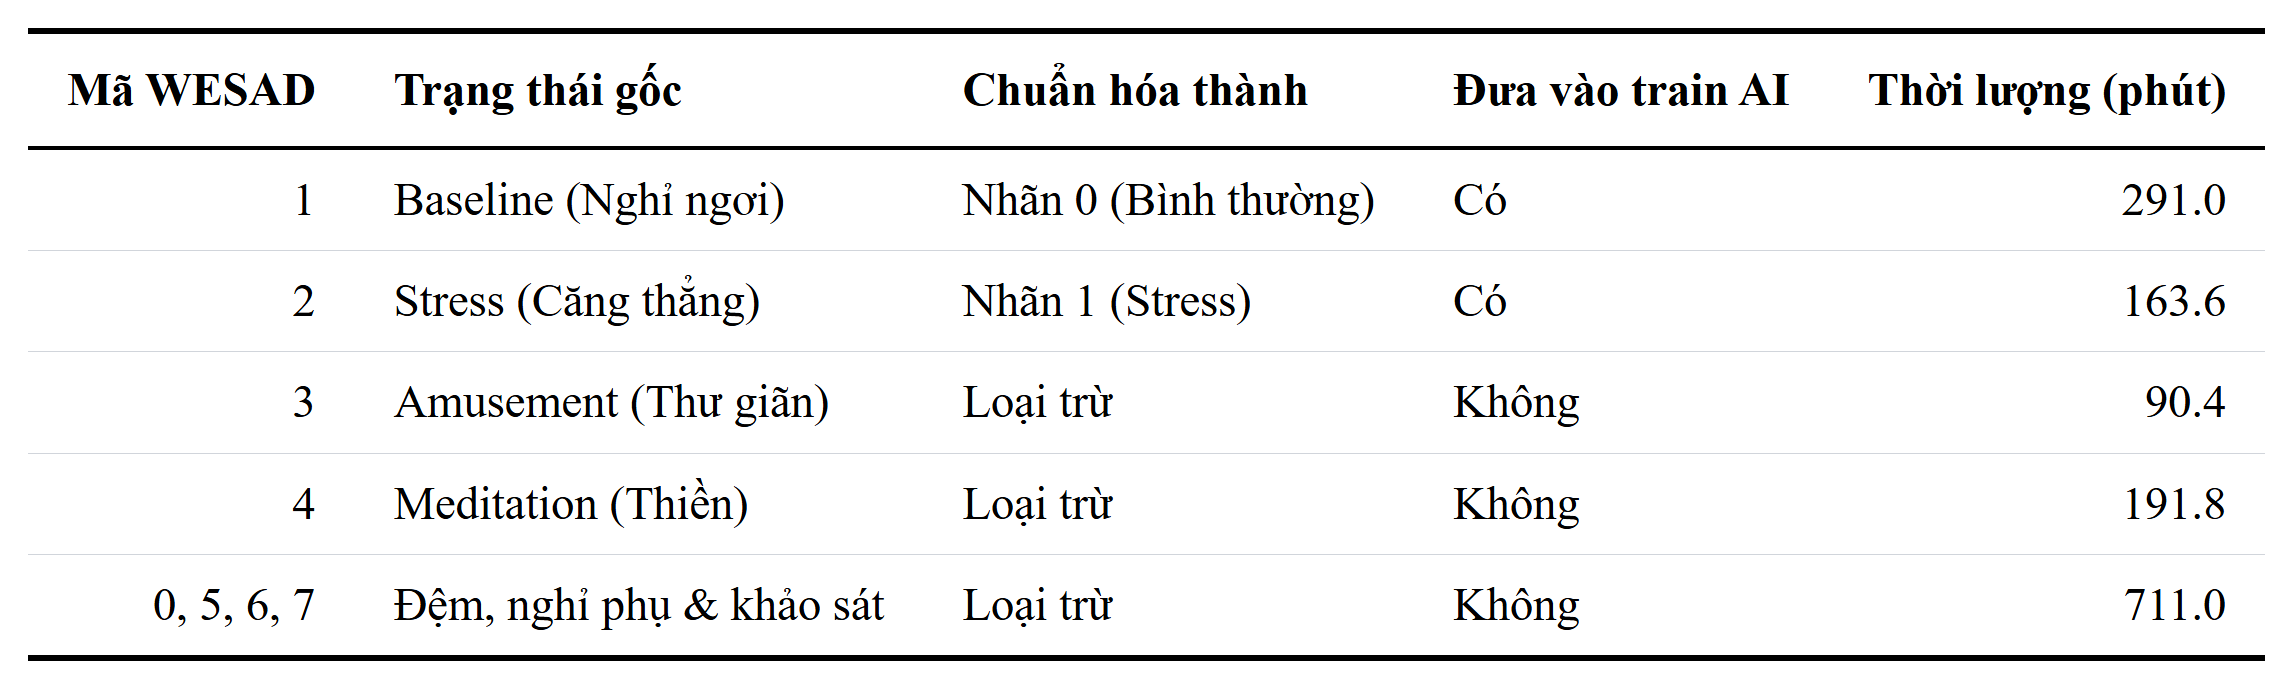 Mã WESAD Trạng thái gốc Chuẩn hóa thành Đưa vào train AI Thời lượng (phút)
1 Baseline (Nghỉ ngơi) Nhãn 0 (Bình thường) Có 291.0
2 Stress (Căng thẳng) Nhãn 1 (Stress) Có 163.6
3 Amusement (Thư giãn) Loại trừ Không 90.4
4 Meditation (Thiền) Loại trừ Không 191.8
0, 5, 6, 7 Đệm, nghỉ phụ & khảo sát Loại trừ Không 711.0